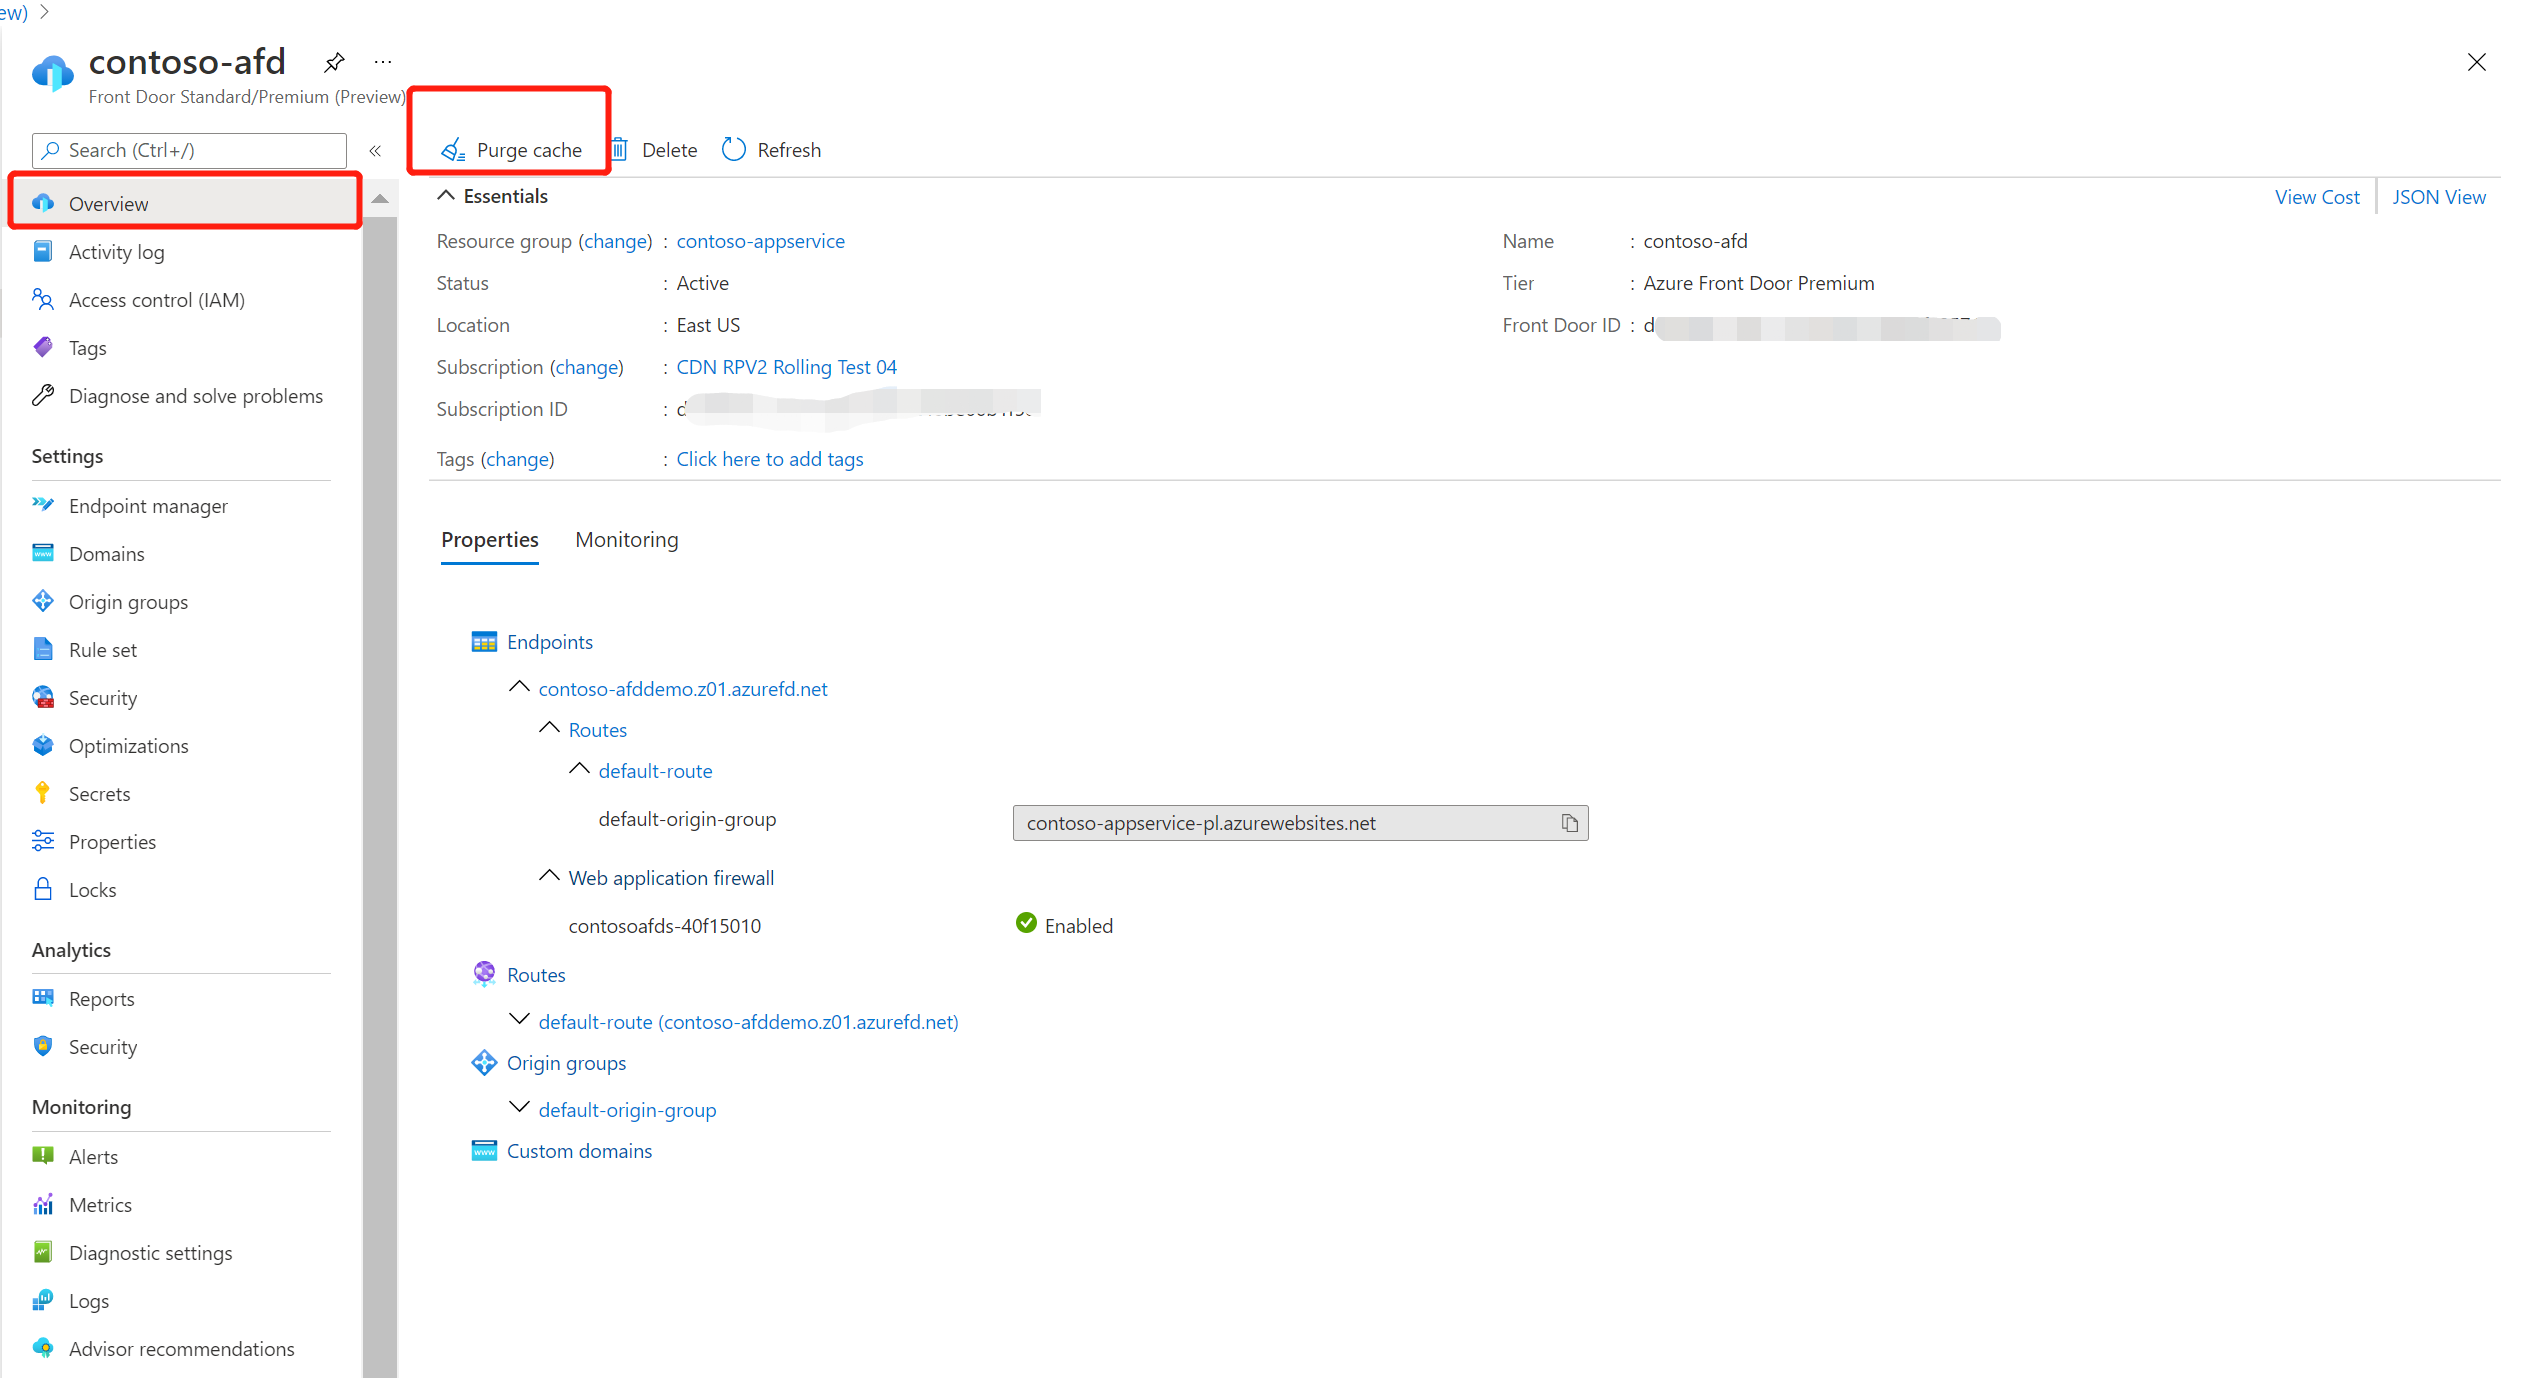 ew)
contoso-afd
Front Door Standard/Premium (Preview)
Search (Ctrl+/)
Overview
Activity log
Access control (IAM)
Tags
Diagnose and solve problems
Settings
Endpoint manager
Domains
Origin groups
Rule set
Security
Optimizations
Secrets
Properties
Locks
Analytics
Reports
Security
Monitoring
Alerts
Metrics
Diagnostic settings
Logs
Advisor recommendations
Purge cache Delete Refresh
Essentials
View Cost JSON View
Resource group (change) : contoso-appservice
Status : Active
Location : East US
Subscription (change) : CDN RPV2 Rolling Test 04
Subscription ID :
Tags (change) : Click here to add tags
Name : contoso-afd
Tier : Azure Front Door Premium
Front Door ID : d
Properties Monitoring
Endpoints
contoso-afddemo.z01.azurefd.net
Routes
default-route
default-origin-group contoso-appservice-pl.azurewebsites.net
Web application firewall
contosoafds-40f15010 Enabled
Routes
default-route (contoso-afddemo.z01.azurefd.net)
Origin groups
default-origin-group
Custom domains